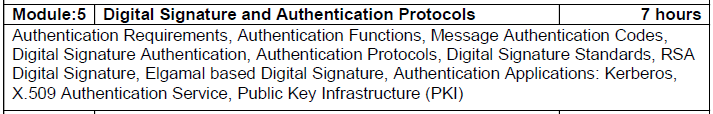 Module:5 Digital Signature and Authentication Protocols 7 hours
Authentication Requirements, Authentication Functions, Message Authentication Codes,
Digital Signature Authentication, Authentication Protocols, Digital Signature Standards, RSA
Digital Signature, Elgamal based Digital Signature, Authentication Applications: Kerberos,
X.509 Authentication Service, Public Key Infrastructure (PKI)